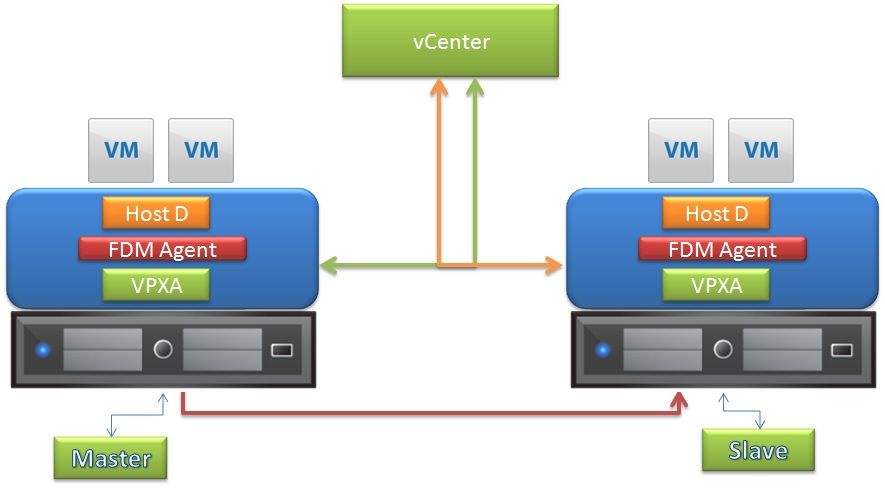 vCenter
VM VM
VM VM
Host D
FDM Agent
VPXA
Host D
FDM Agent
VPXA
Master
Slave